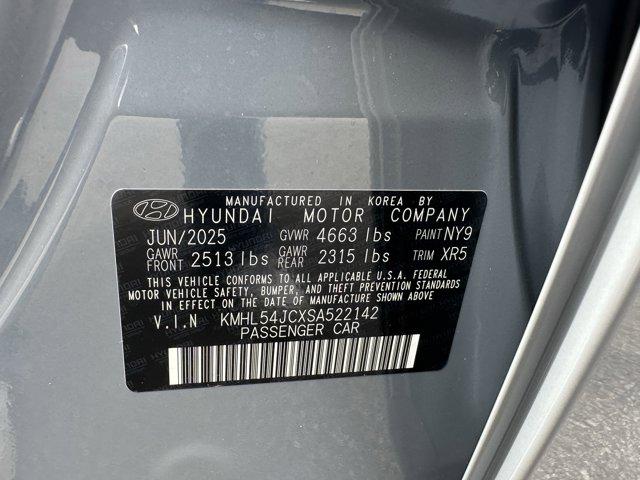 MANUFACTURED IN KOREA BY
HYUNDAI MOTOR COMPANY
JUN/2025 GVWR 4663 lbs PAINT NY9
GAWR FRONT 2513 lbs GAWR REAR 2315 lbs TRIM XR5
THIS VEHICLE CONFORMS TO ALL APPLICABLE U.S.A. FEDERAL
MOTOR VEHICLE SAFETY, BUMPER, AND THEFT PREVENTION STANDARDS
IN EFFECT ON THE DATE OF MANUFACTURE SHOWN ABOVE.
V.I.N KMHL54JCXSA522142
PASSENGER CAR